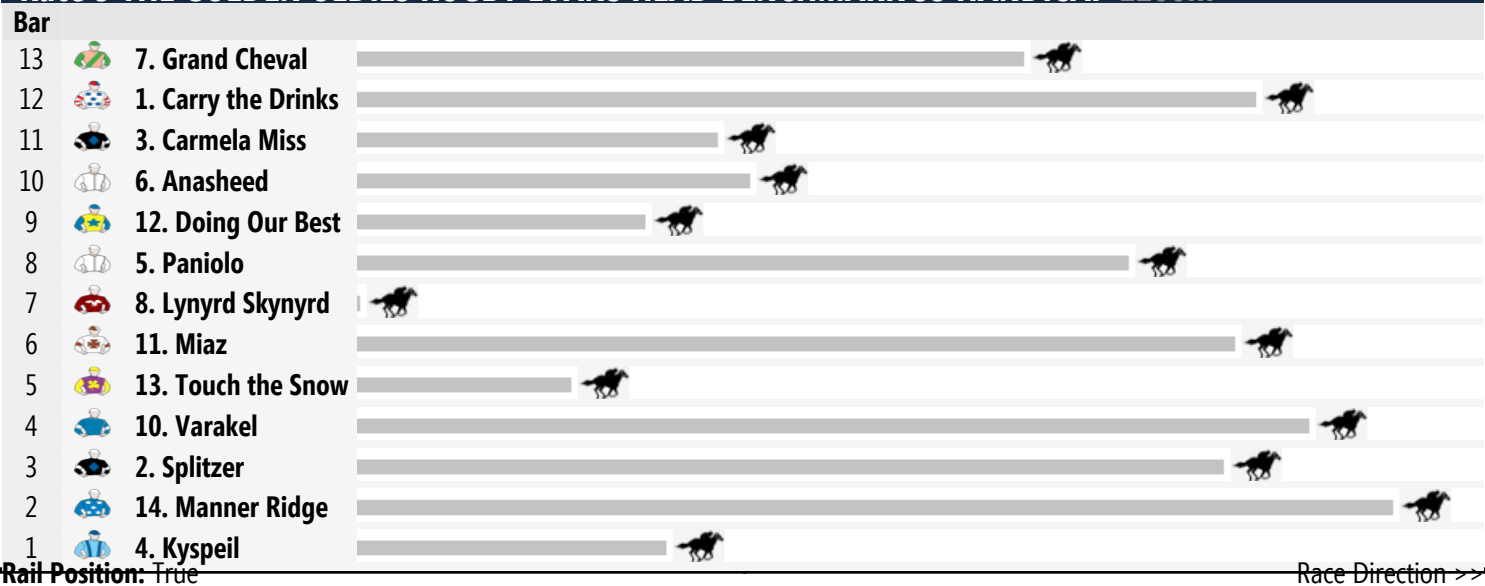 Bar
13 7. Grand Cheval
12 1. Carry the Drinks
11 3. Carmela Miss
10 6. Anasheed
9 12. Doing Our Best
8 5. Paniolo
7 8. Lynyrd Skynyrd
6 11. Miaz
5 13. Touch the Snow
4 10. Varakel
3 2. Splitzer
2 14. Manner Ridge
1 4. Kyspeil
Rail Position: True Race Direction >>